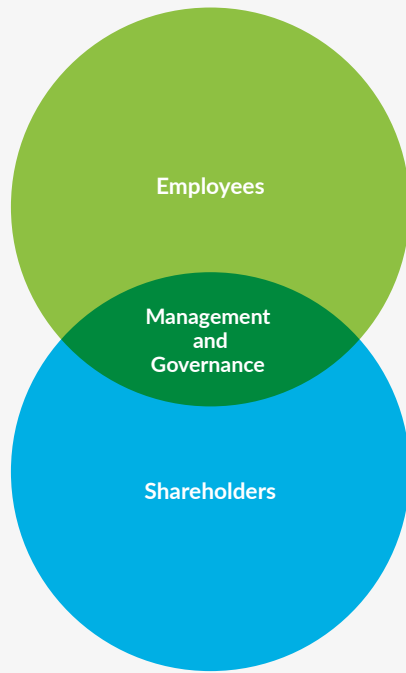 Employees
Management
and
Governance
Shareholders